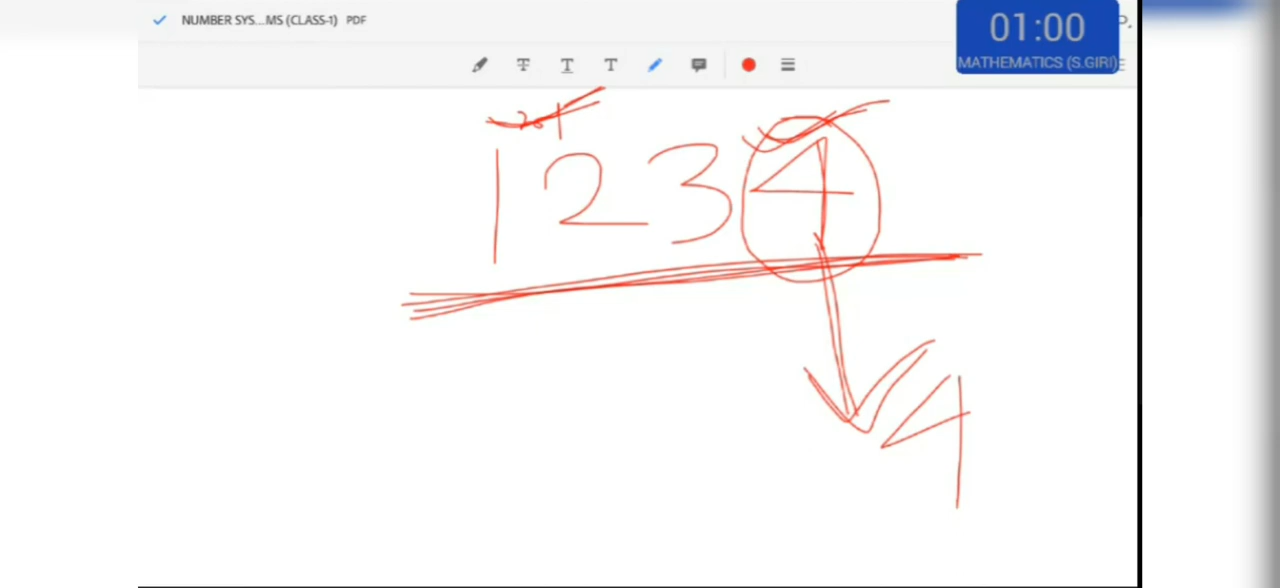 NUMBER SYS...MS (CLASS-1) PDF
01:00
MATHEMATICS (S.GIRI)
T T T
1234
4